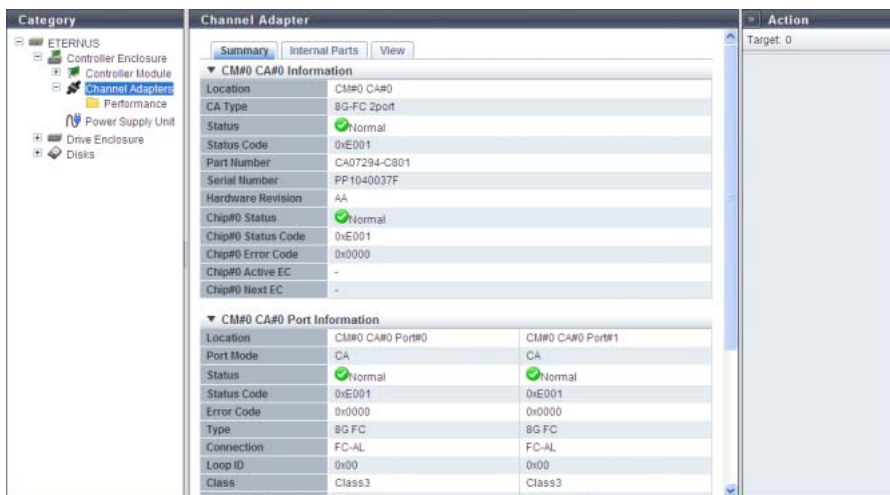 Category
ETERNUS
Controller Enclosure
Controller Module
Channel Adapters
Performance
Power Supply Unit
Drive Enclosure
Disks
Channel Adapter
Summary Internal Parts View
▼ CM#0 CA#0 Information
Location CM#0 CA#0
CA Type 8G-FC 2port
Status Normal
Status Code 0xE001
Part Number CA07294-C801
Serial Number PP1040037F
Hardware Revision AA
Chip#0 Status Normal
Chip#0 Status Code 0xE001
Chip#0 Error Code 0x0000
Chip#0 Active EC -
Chip#0 Next EC -
▼ CM#0 CA#0 Port Information
Location CM#0 CA#0 Port#0 CM#0 CA#0 Port#1
Port Mode CA CA
Status Normal Normal
Status Code 0xE001 0xE001
Error Code 0x0000 0x0000
Type 8G FC 8G FC
Connection FC-AL FC-AL
Loop ID 0x00 0x00
Class Class3 Class3
» Action
Target: 0